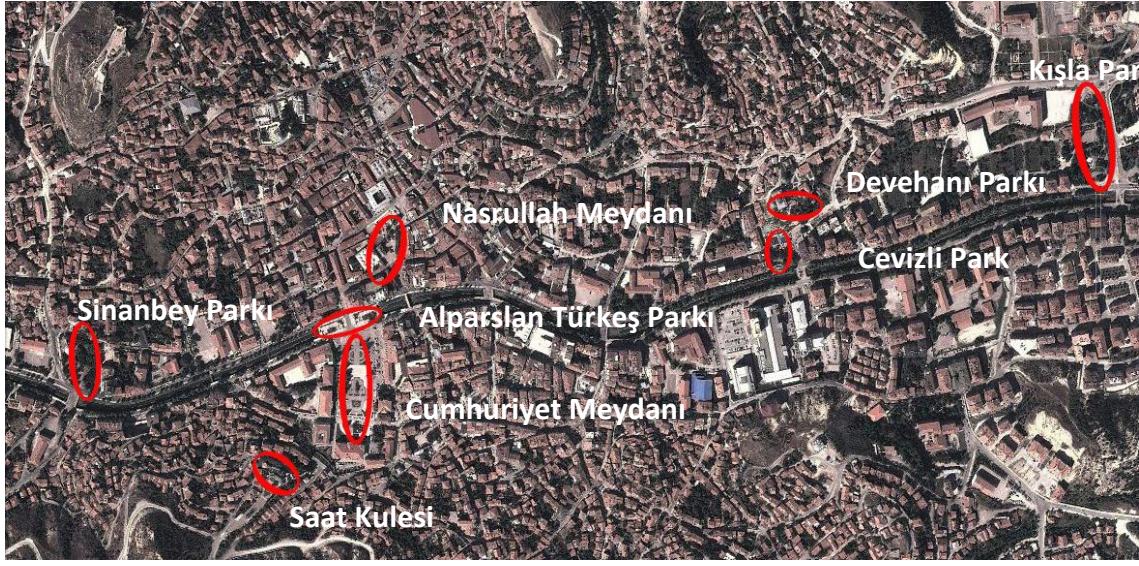 Kışla Par
Devehanı Parkı
Nasrullah Meydanı
Cevizli Park
Sinanbey Parkı
Alparslan Türkeş Parkı
Cumhuriyet Meydanı
Saat Kulesi